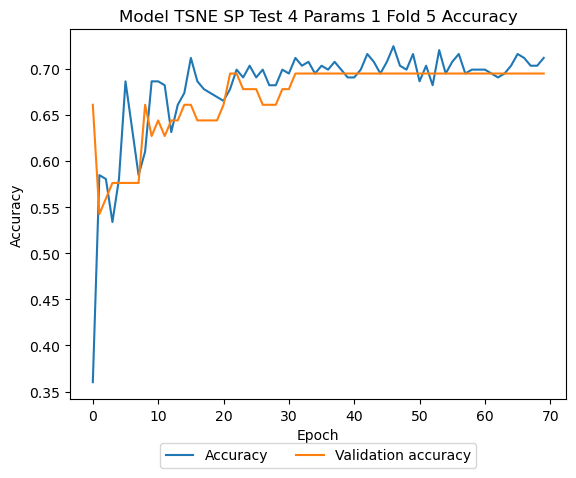 Model TSNE SP Test 4 Params 1 Fold 5 Accuracy
Accuracy
0.70
0.65
0.60
0.55
0.50
0.45
0.40
0.35
0 10 20 30 40 50 60 70
Epoch
Accuracy Validation accuracy